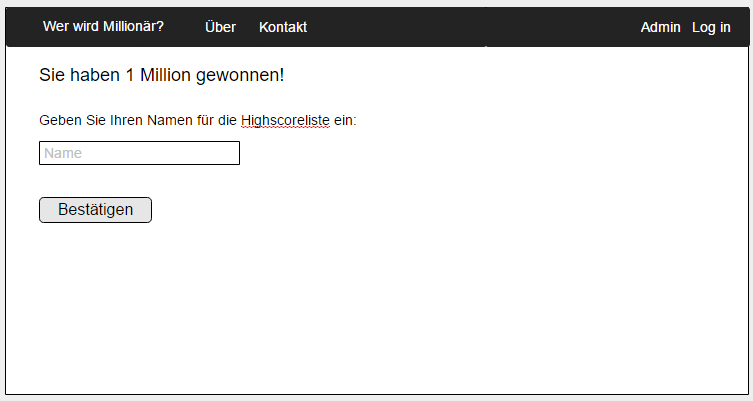 Wer wird Millionär? Über Kontakt Admin Log in
Sie haben 1 Million gewonnen!
Geben Sie Ihren Namen für die Highscoreliste ein:
Name
Bestätigen